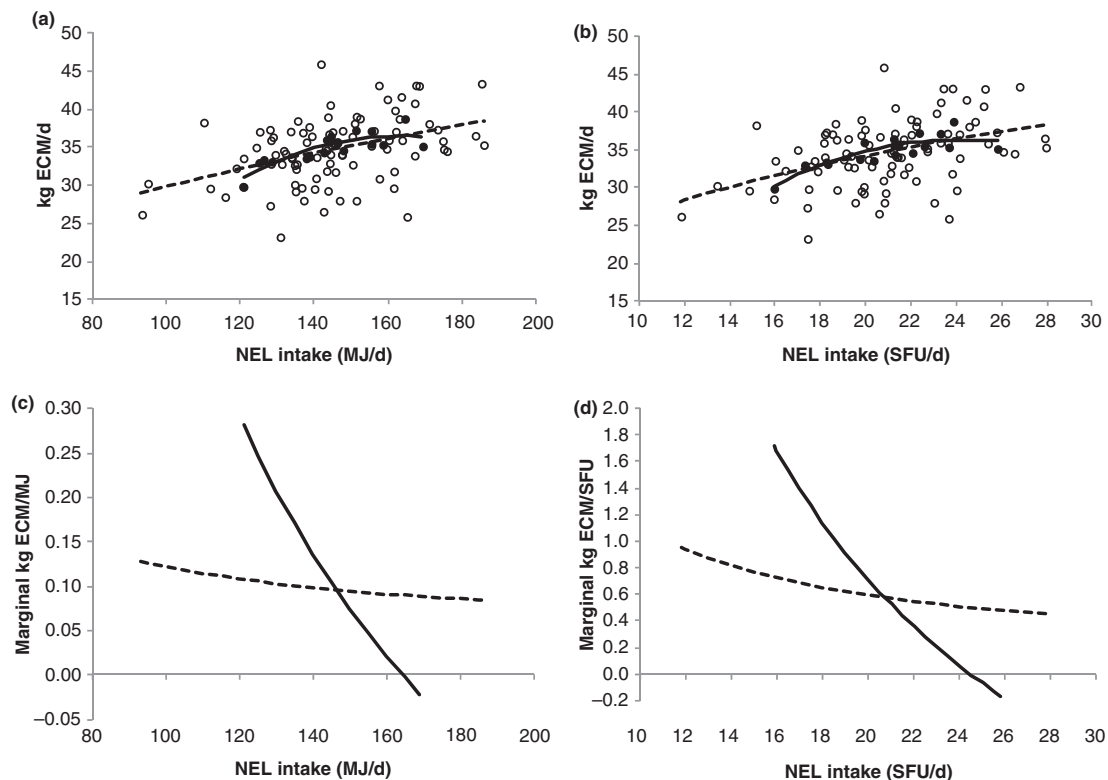 (a)
50
45
40
35
30
25
20
15
kg ECM/d
80 100 120 140 160 180 200
NEL intake (MJ/d)
(b)
50
45
40
35
30
25
20
15
kg ECM/d
10 12 14 16 18 20 22 24 26 28 30
NEL intake (SFU/d)
(c)
0.30
0.25
0.20
0.15
0.10
0.05
0.00
–0.05
Marginal kg ECM/MJ
80 100 120 140 160 180 200
NEL intake (MJ/d)
(d)
2.0
1.8
1.6
1.4
1.2
1.0
0.8
0.6
0.4
0.2
0.0
–0.2
Marginal kg ECM/SFU
10 12 14 16 18 20 22 24 26 28 30
NEL intake (SFU/d)